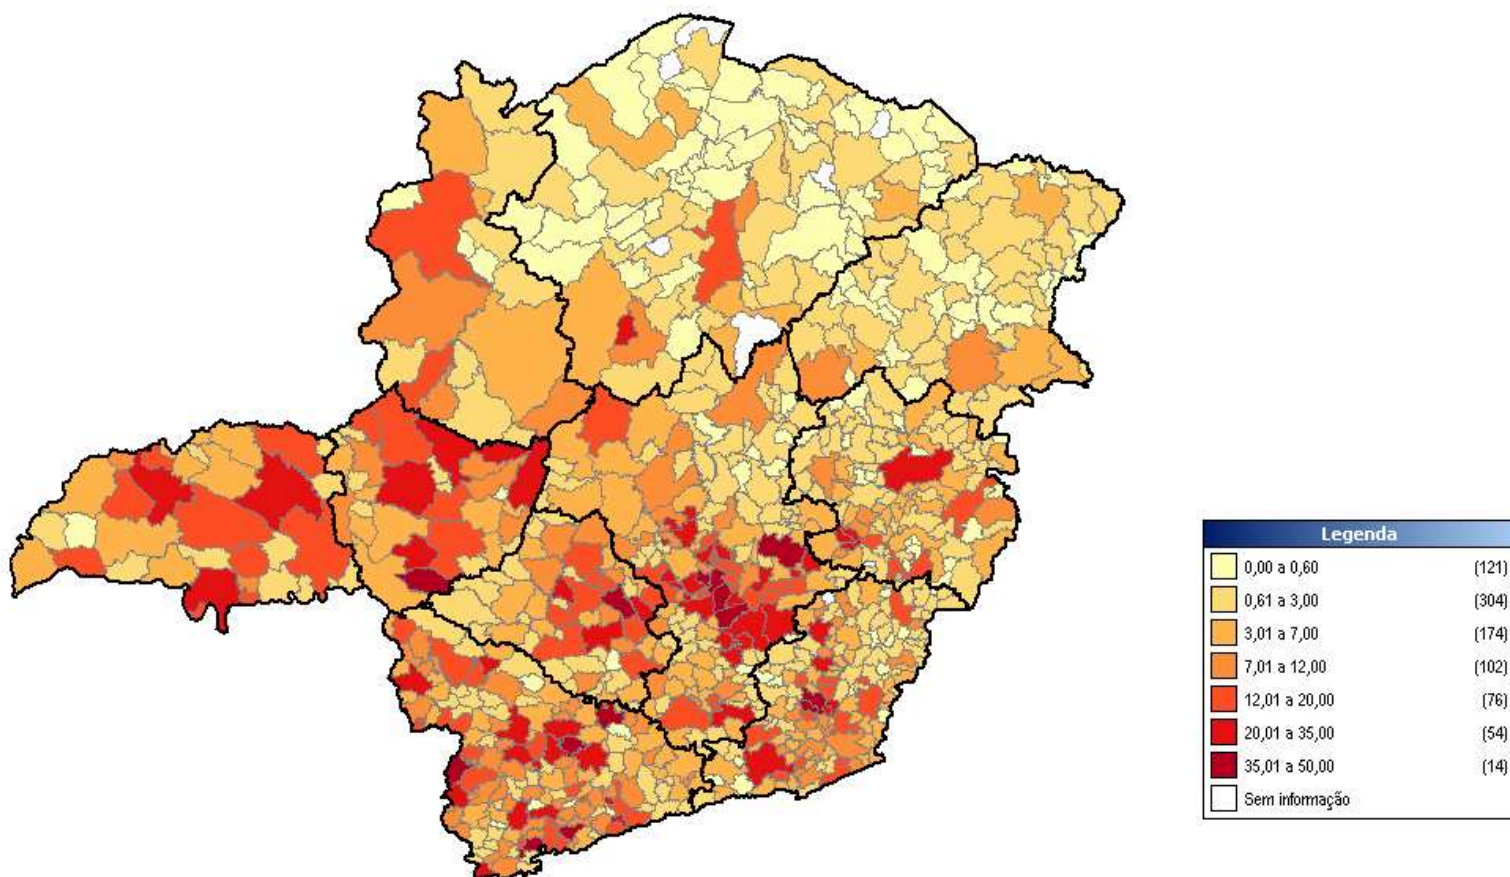 Legenda
0,00 a 0,60 (121)
0,61 a 3,00 (304)
3,01 a 7,00 (174)
7,01 a 12,00 (102)
12,01 a 20,00 (76)
20,01 a 35,00 (54)
35,01 a 50,00 (14)
Sem informação